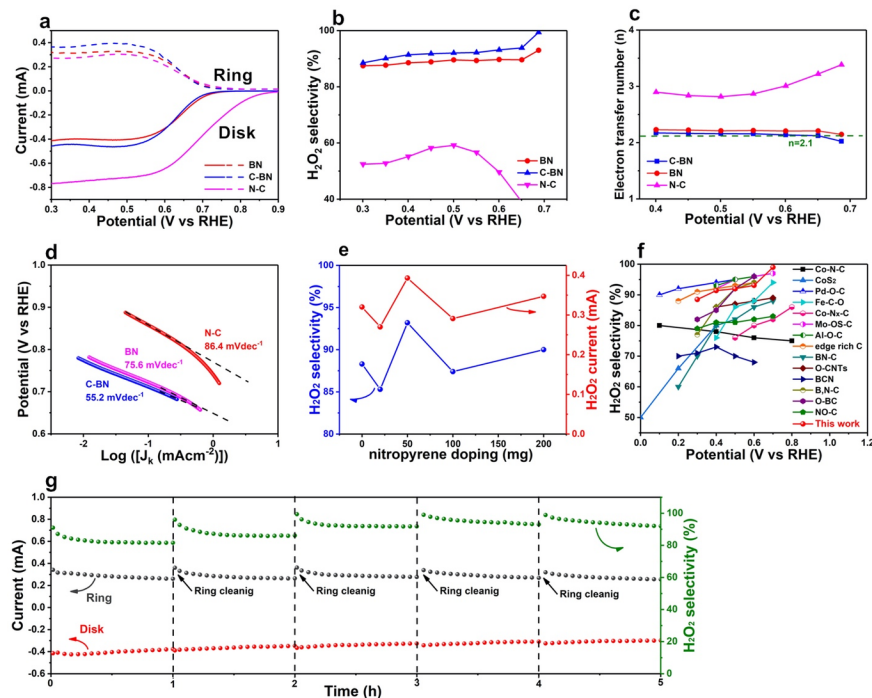 a
Current (mA)
0.4
0.2
0.0
-0.2
-0.4
-0.6
-0.8
Ring
Disk
BN
C-BN
N-C
0.3 0.4 0.5 0.6 0.7 0.8 0.9
Potential (V vs RHE)
b
H2O2 selectivity (%)
100
80
60
40
BN
C-BN
N-C
0.3 0.4 0.5 0.6 0.7
Potential (V vs RHE)
c
Electron transfer number (n)
4
3
2
1
n=2.1
C-BN
BN
N-C
0.4 0.5 0.6 0.7
Potential (V vs RHE)
d
Potential (V vs RHE)
1.0
0.9
0.8
0.7
0.6
N-C
86.4 mVdec-1
BN
75.6 mVdec-1
C-BN
55.2 mVdec-1
-2 -1 0 1
Log ([Jk (mAcm-2)])
e
H2O2 selectivity (%)
100
95
90
85
80
0.4
0.3
0.2
0.1
0.0
H2O2 current (mA)
0 50 100 150 200
nitropyrene doping (mg)
f
H2O2 selectivity (%)
100
90
80
70
60
50
Co-N-C
CoS2
Pd-O-C
Fe-C-O
Co-Nx-C
Mo-OS-C
Al-O-C
edge rich C
BN-C
O-CNTs
BCN
B,N-C
O-BC
NO-C
This work
0.0 0.2 0.4 0.6 0.8 1.0
Potential (V vs RHE)
g
Current (mA)
1.0
0.8
0.6
0.4
0.2
0.0
-0.2
-0.4
-0.6
Ring
Disk
Ring cleanig
Ring cleanig
Ring cleanig
Ring cleanig
100
80
60
40
20
0
H2O2 selectivity (%)
0 1 2 3 4 5
Time (h)